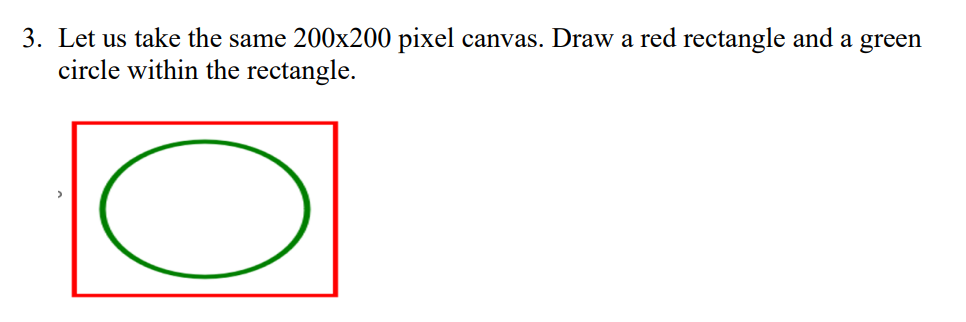 3. Let us take the same 200x200 pixel canvas. Draw a red rectangle and a green
circle within the rectangle.